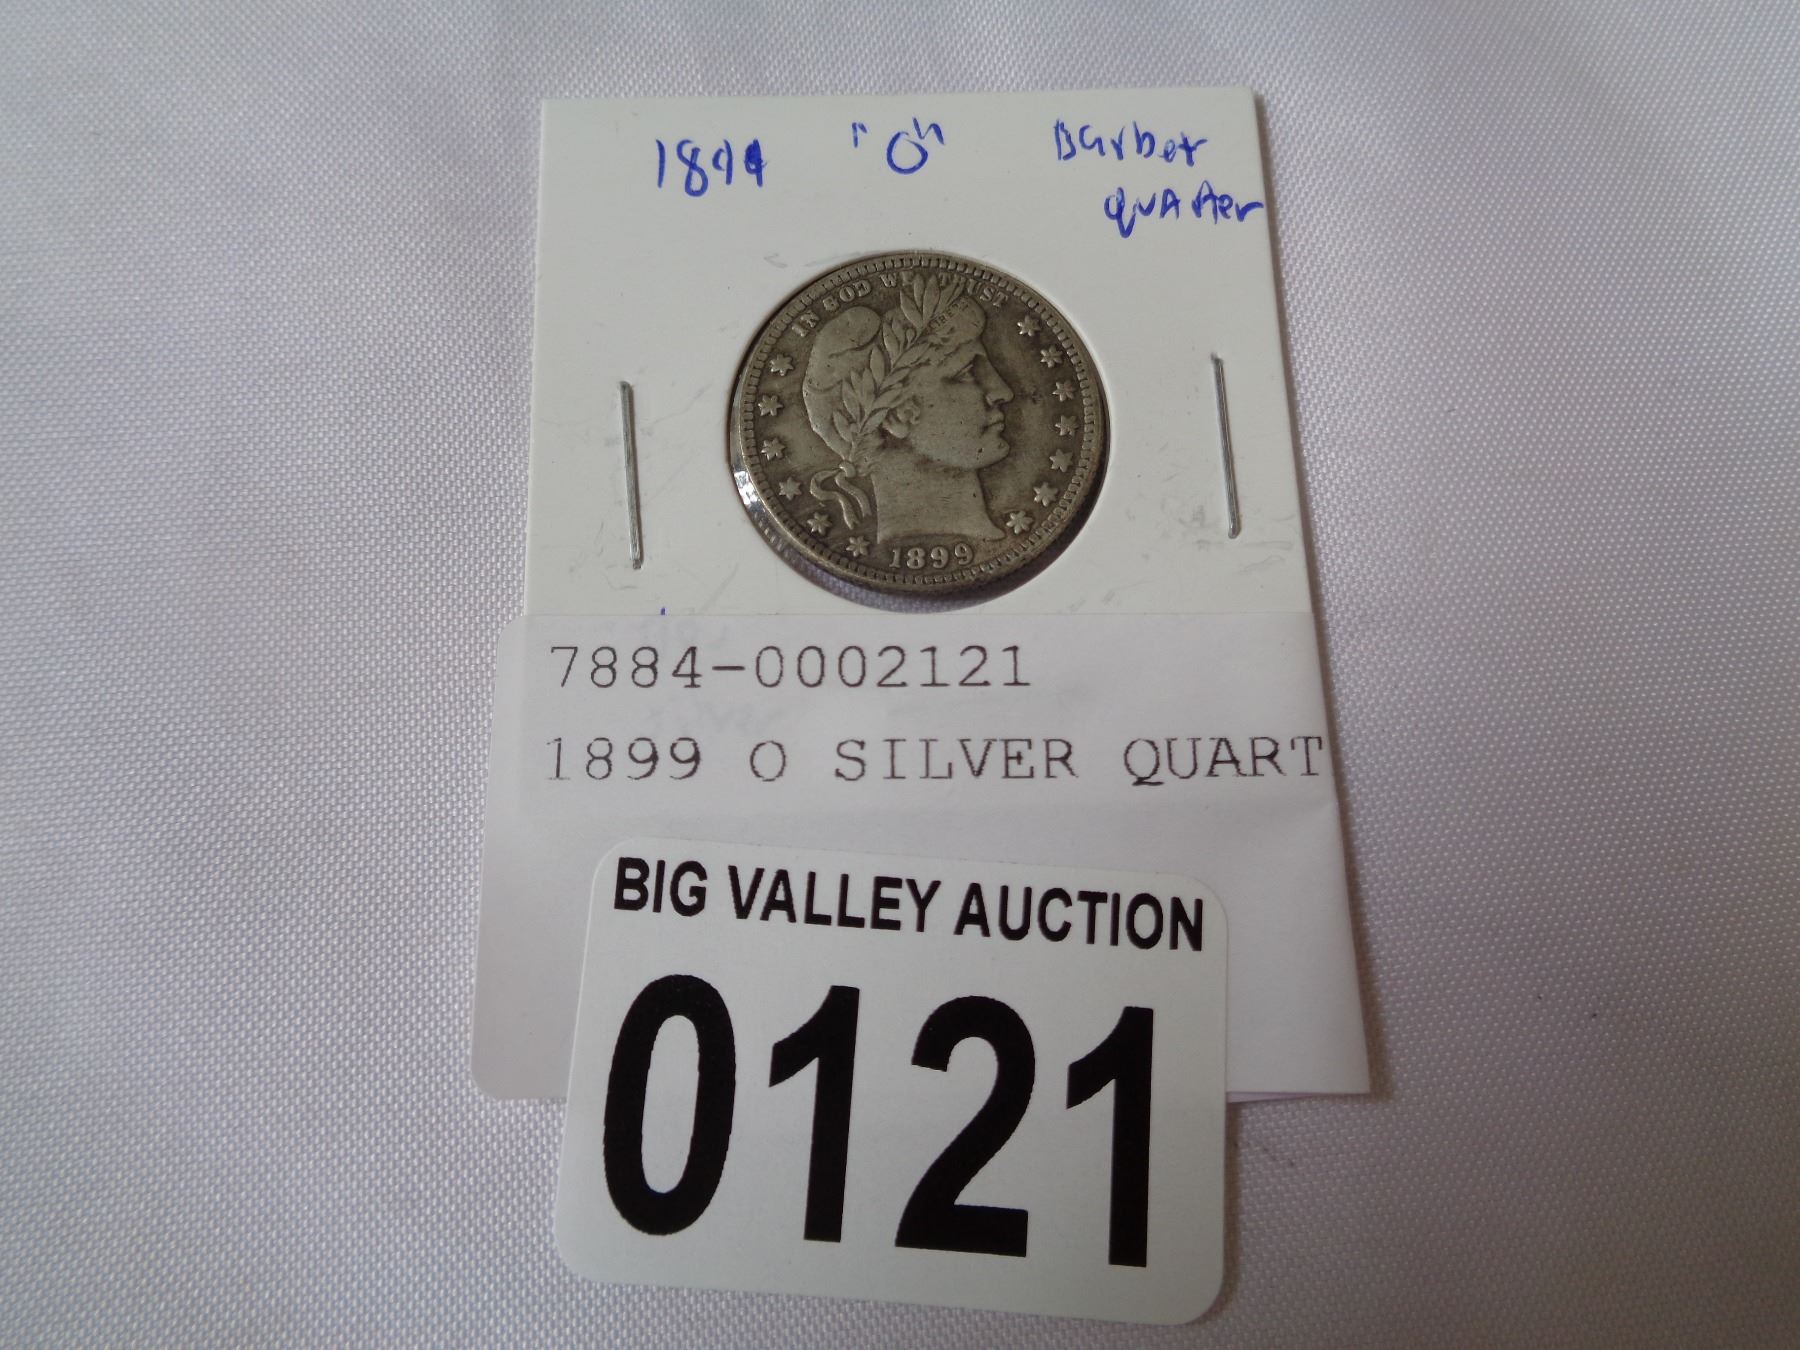 1899 "O" Barber
quarter
IN GOD WE TRUST
1899
7884-0002121
1899 O SILVER QUART
BIG VALLEY AUCTION
0121